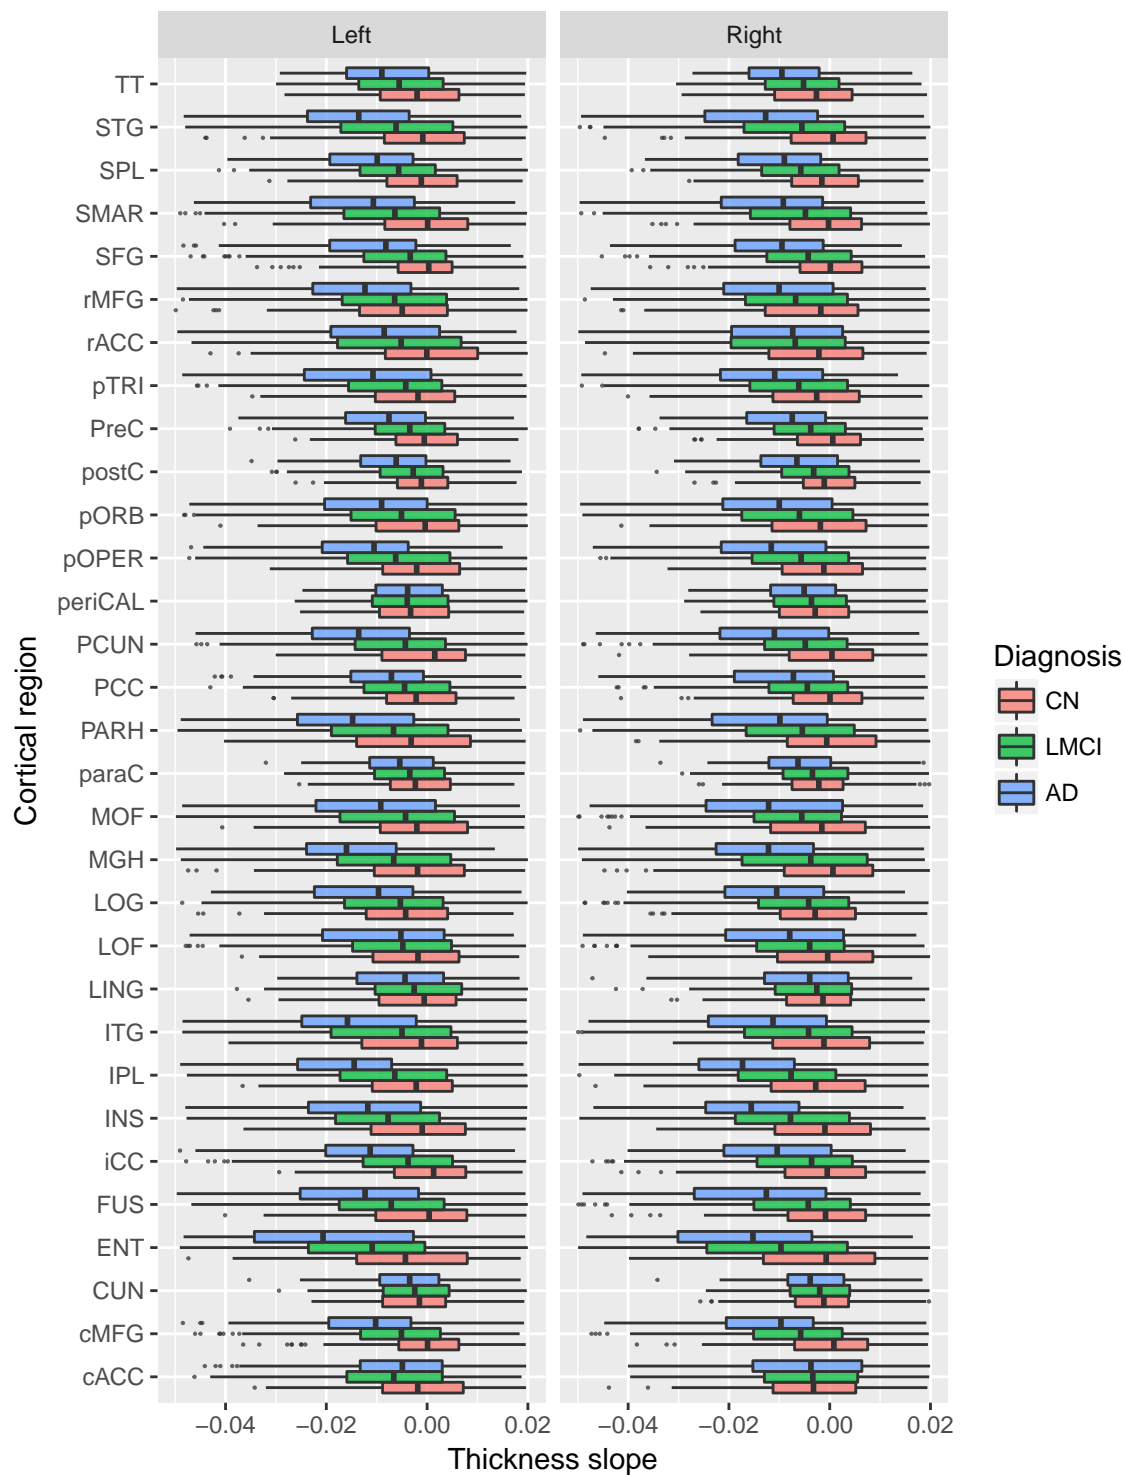 Left
Right
TT
STG
SPL
SMAR
SFG
rMFG
rACC
pTRI
PreC
postC
pORB
pOPER
periCAL
PCUN
PCC
PARH
paraC
MOF
MGH
LOG
LOF
LING
ITG
IPL
INS
iCC
FUS
ENT
CUN
cMFG
cACC
Cortical region
−0.04 −0.02 0.00 0.02
−0.04 −0.02 0.00 0.02
Thickness slope
Diagnosis
CN
LMCI
AD